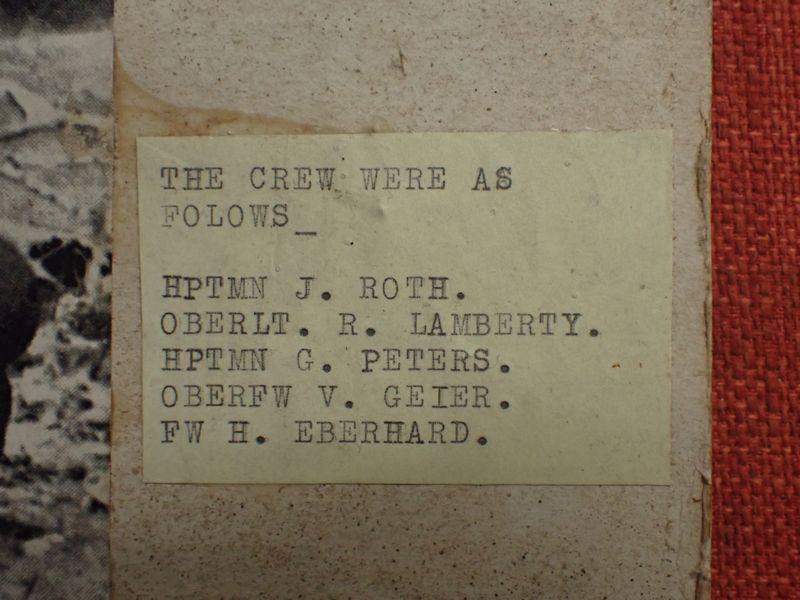 THE CREW WERE AS
FOLOWS_
HPTMN J. ROTH.
OBERLT. R. LAMBERTY.
HPTMN G. PETERS.
OBERFW V. GEIER.
FW H. EBERHARD.